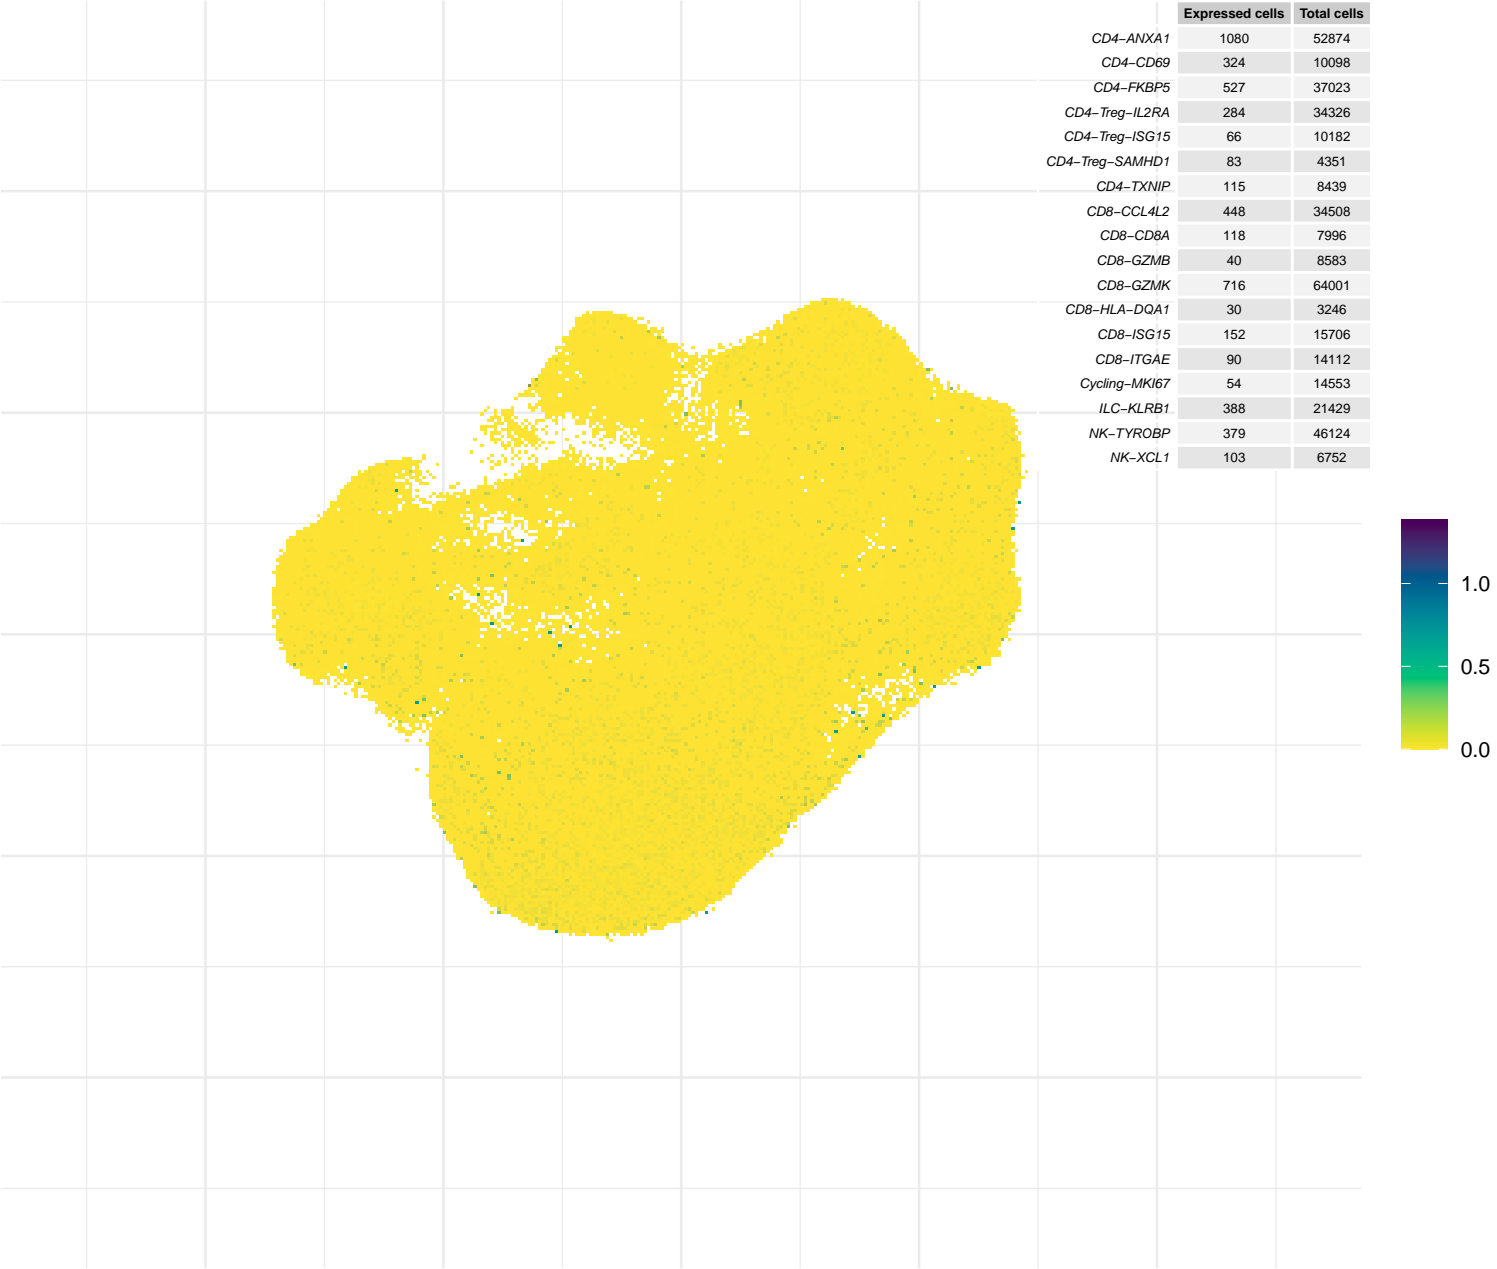 Expressed cells Total cells
CD4−ANXA1 1080 52874
CD4−CD69 324 10098
CD4−FKBP5 527 37023
CD4−Treg−IL2RA 284 34326
CD4−Treg−ISG15 66 10182
CD4−Treg−SAMHD1 83 4351
CD4−TXNIP 115 8439
CD8−CCL4L2 448 34508
CD8−CD8A 118 7996
CD8−GZMB 40 8583
CD8−GZMK 716 64001
CD8−HLA−DQA1 30 3246
CD8−ISG15 152 15706
CD8−ITGAE 90 14112
Cycling−MKI67 54 14553
ILC−KLRB1 388 21429
NK−TYROBP 379 46124
NK−XCL1 103 6752
1.0
0.5
0.0